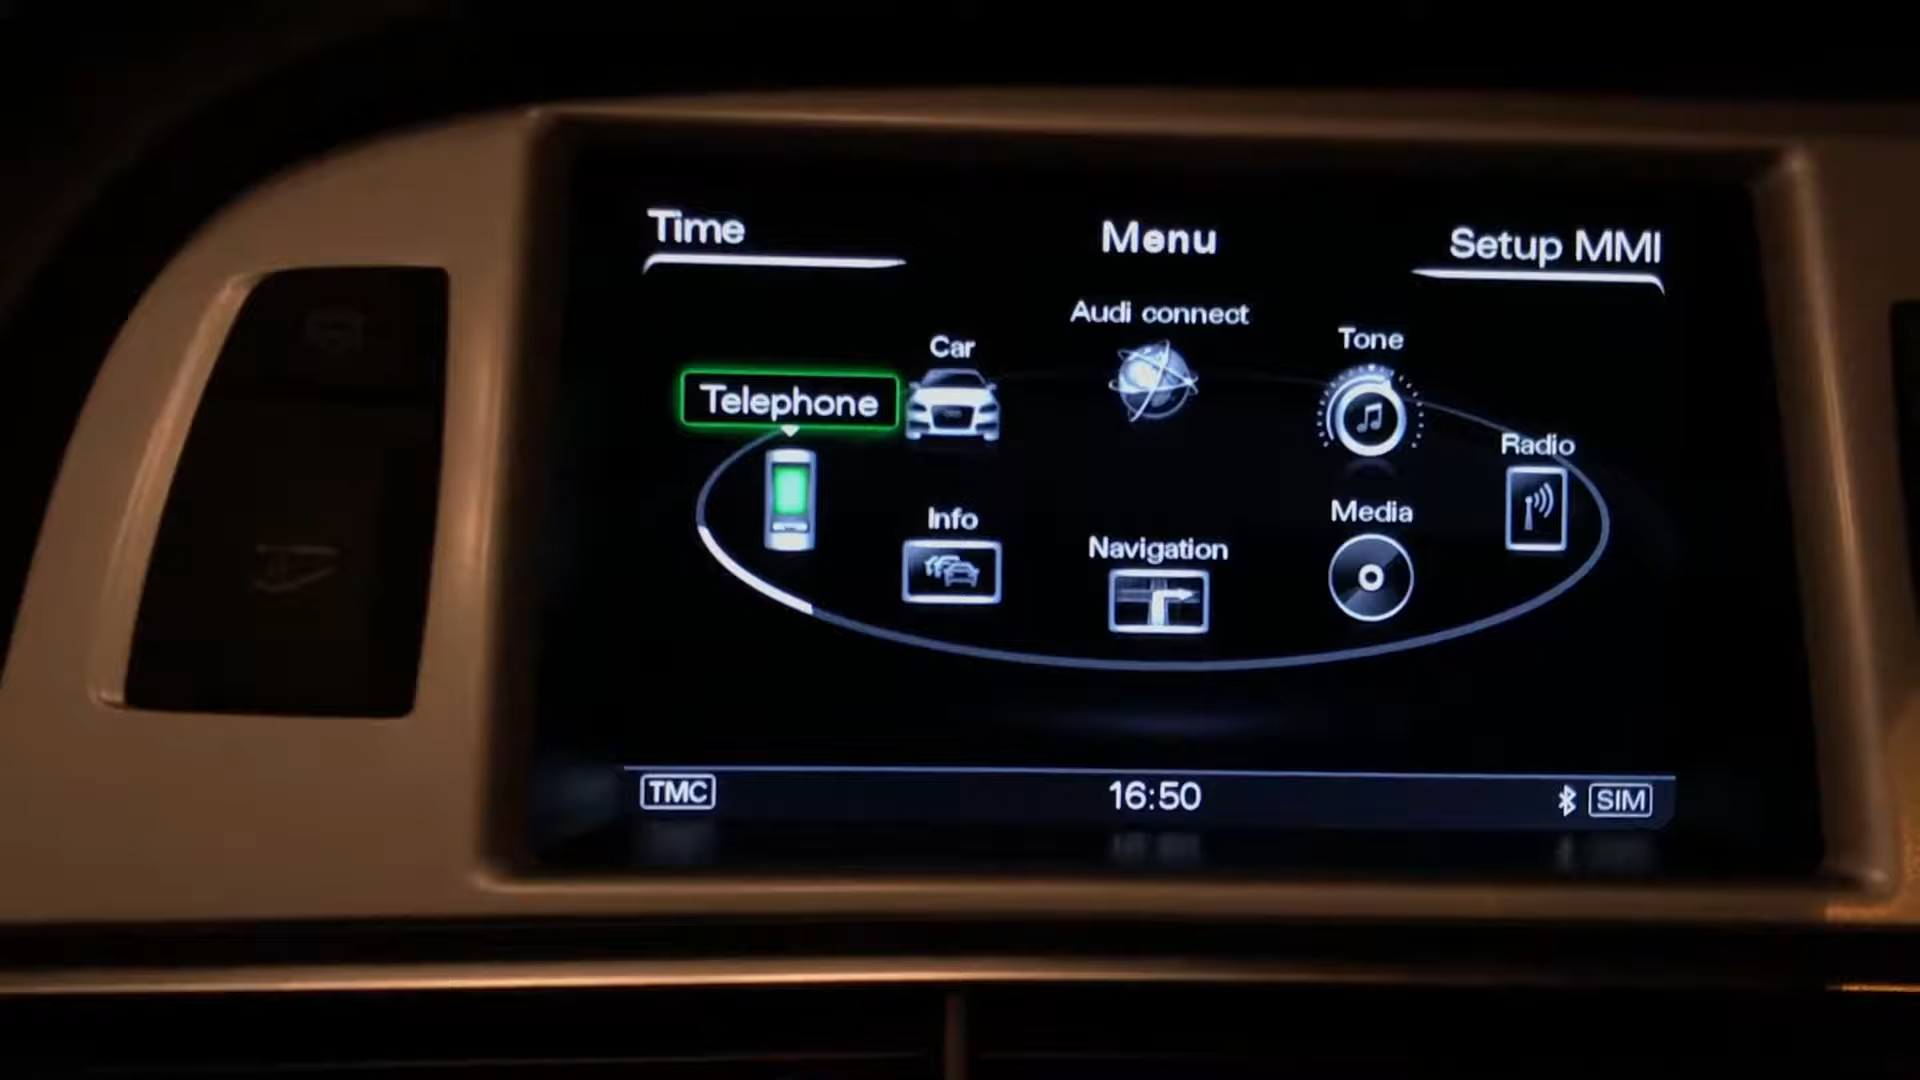 Time
Menu
Setup MMI
Audi connect
Car
Tone
Telephone
Radio
Info
Media
Navigation
TMC
16:50
SIM